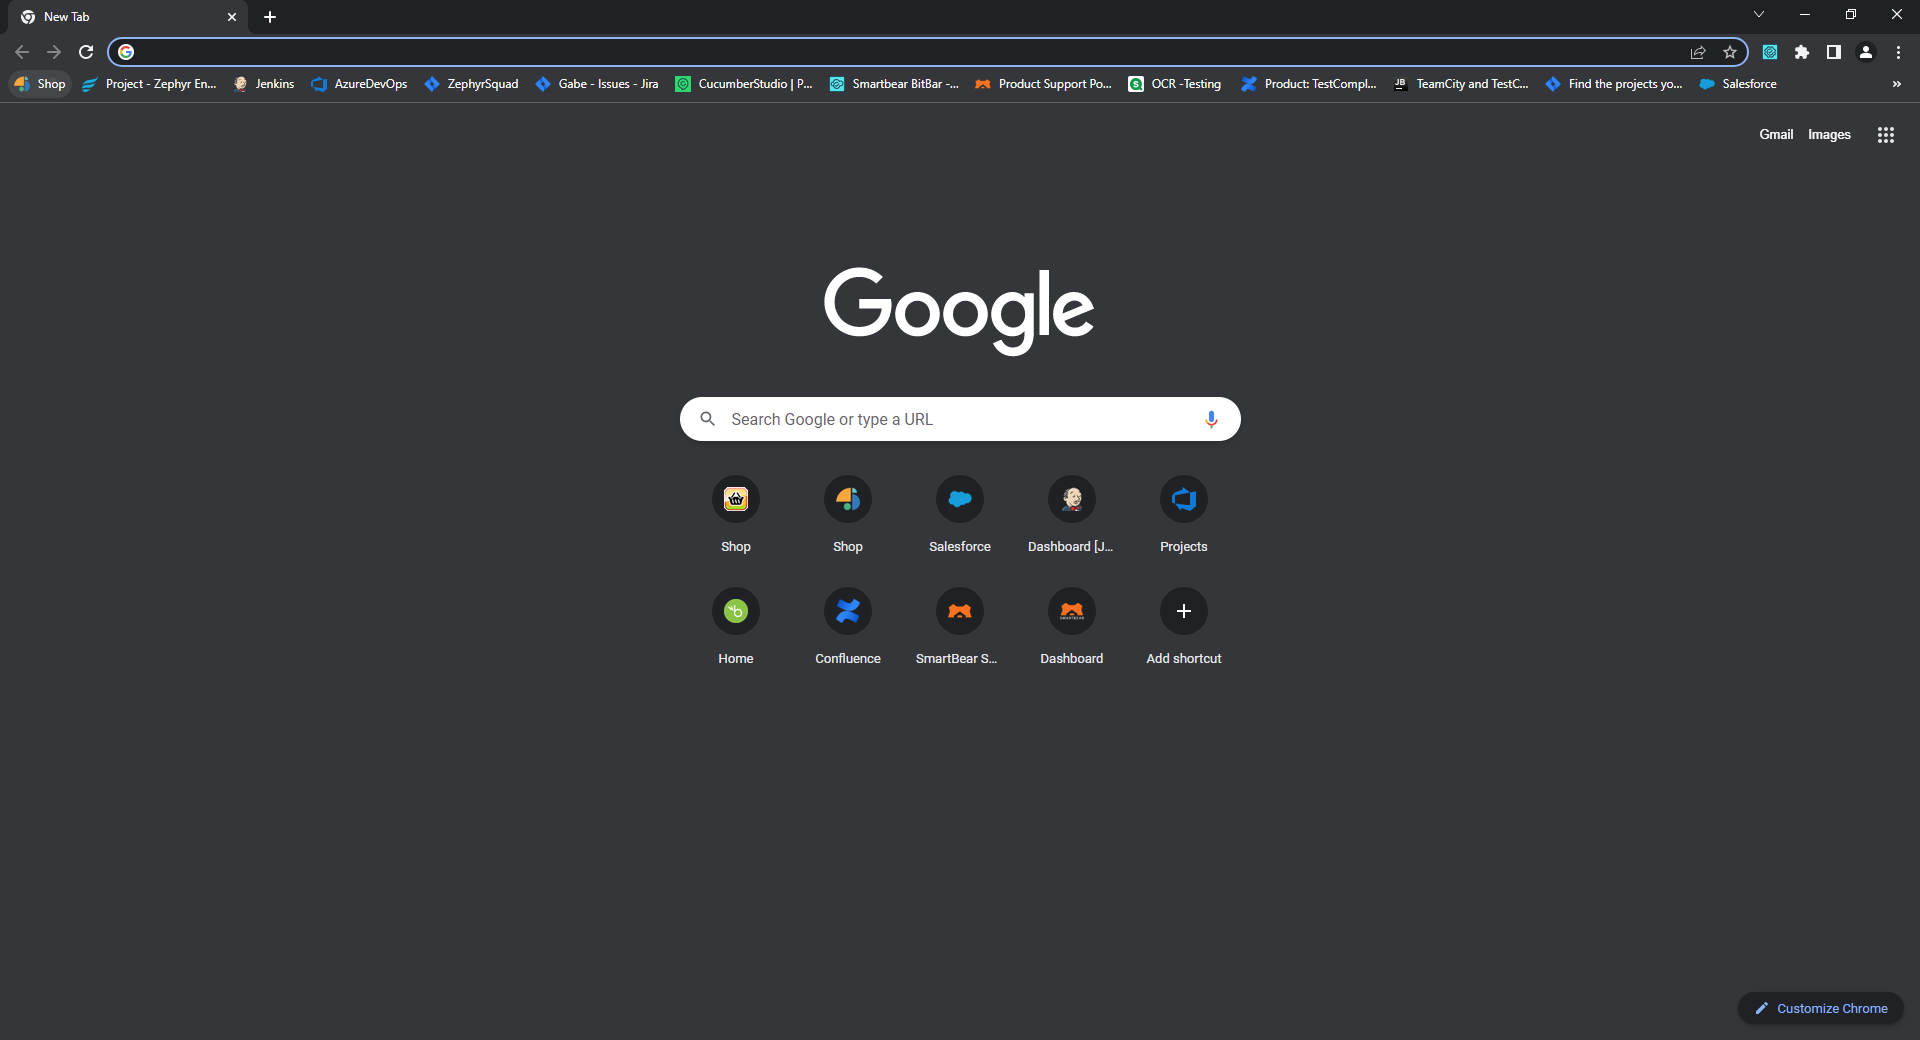 New Tab
Shop Project - Zephyr En... Jenkins AzureDevOps ZephyrSquad Gabe - Issues - Jira CucumberStudio | P... Smartbear BitBar -... Product Support Po... OCR -Testing Product: TestCompl... TeamCity and TestC... Find the projects yo... Salesforce
Gmail Images
Google
Search Google or type a URL
Shop Shop Salesforce Dashboard [J... Projects
Home Confluence SmartBear S... Dashboard Add shortcut
Customize Chrome